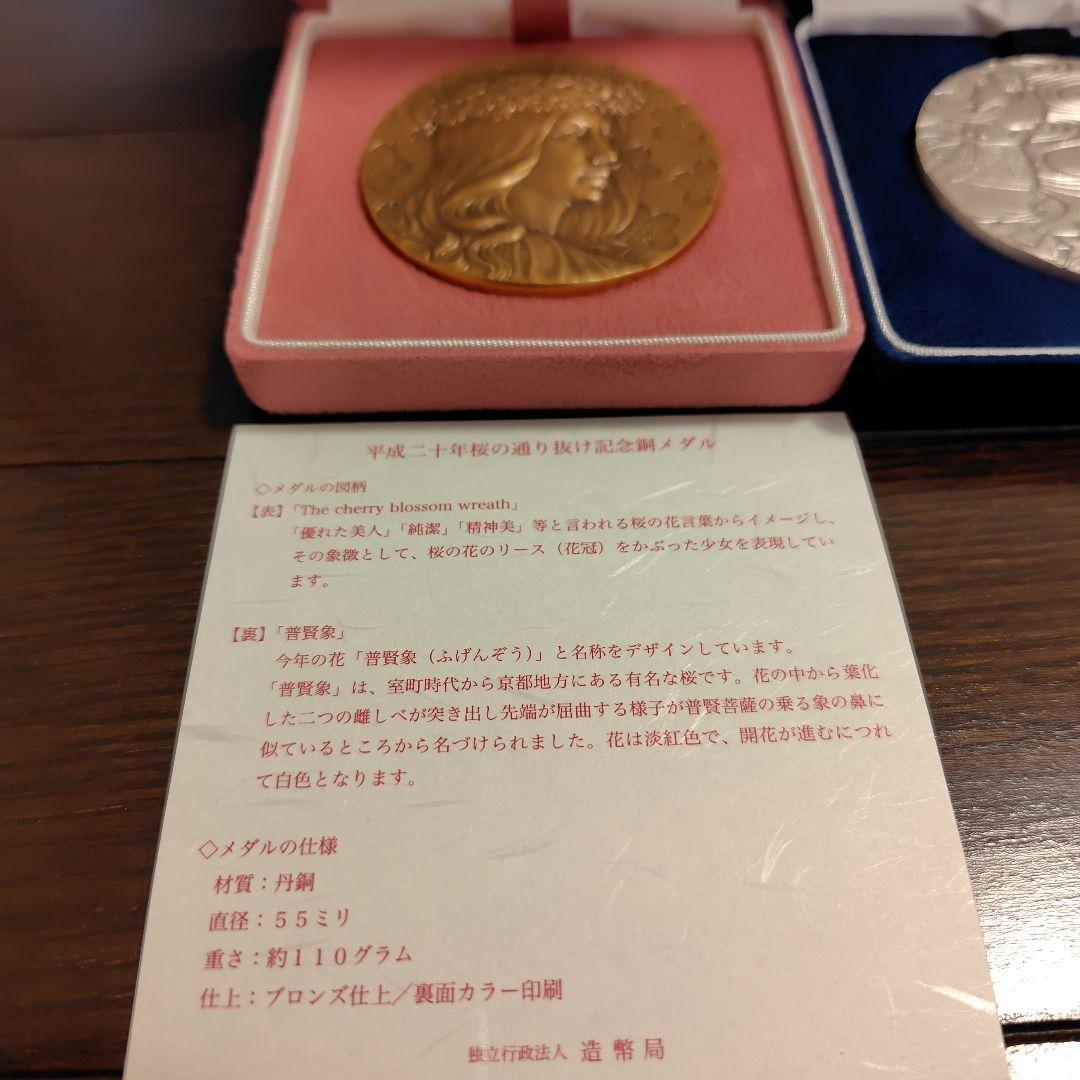 平成二十年桜の通り抜け記念銅メダル
◇メダルの図柄
【表】「The cherry blossom wreath」
「優れた美人」「純潔」「精神美」等と言われる桜の花言葉からイメージし、
その象徴として、桜の花のリース（花冠）をかぶった少女を表現してい
ます。
【裏】「普賢象」
今年の花「普賢象（ふげんぞう）」と名称をデザインしています。
「普賢象」は、室町時代から京都地方にある有名な桜です。花の中から葉化
した二つの雌しべが突き出し先端が屈曲する様子が普賢菩薩の乗る象の鼻に
似ているところから名づけられました。花は淡紅色で、開花が進むにつれ
て白色となります。
◇メダルの仕様
材質：丹銅
直径：５５ミリ
重さ：約１１０グラム
仕上：ブロンズ仕上／裏面カラー印刷
独立行政法人 造幣局